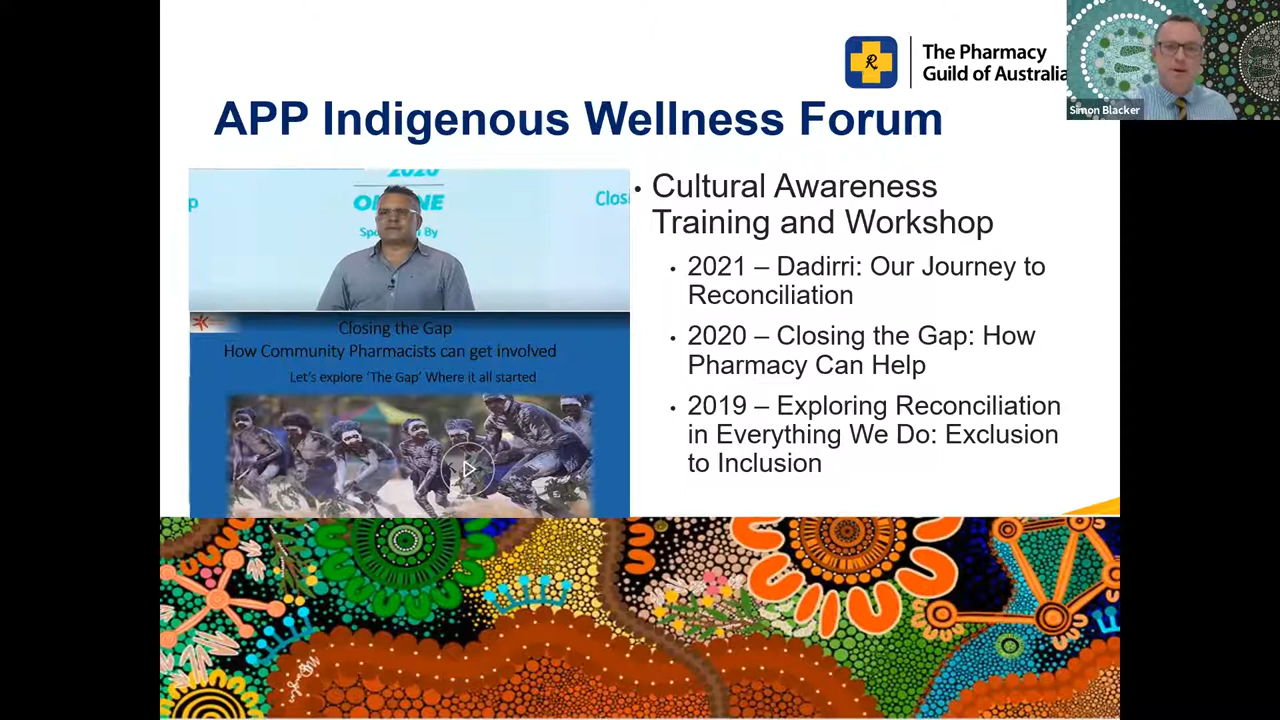 The Pharmacy
Guild of Australia
Simon Blacker
APP Indigenous Wellness Forum
2020
Spo By
p
Closi
• Cultural Awareness
Training and Workshop
• 2021 – Dadirri: Our Journey to
Reconciliation
• 2020 – Closing the Gap: How
Pharmacy Can Help
• 2019 – Exploring Reconciliation
in Everything We Do: Exclusion
to Inclusion
Closing the Gap
How Community Pharmacists can get involved
Let's explore 'The Gap' Where it all started